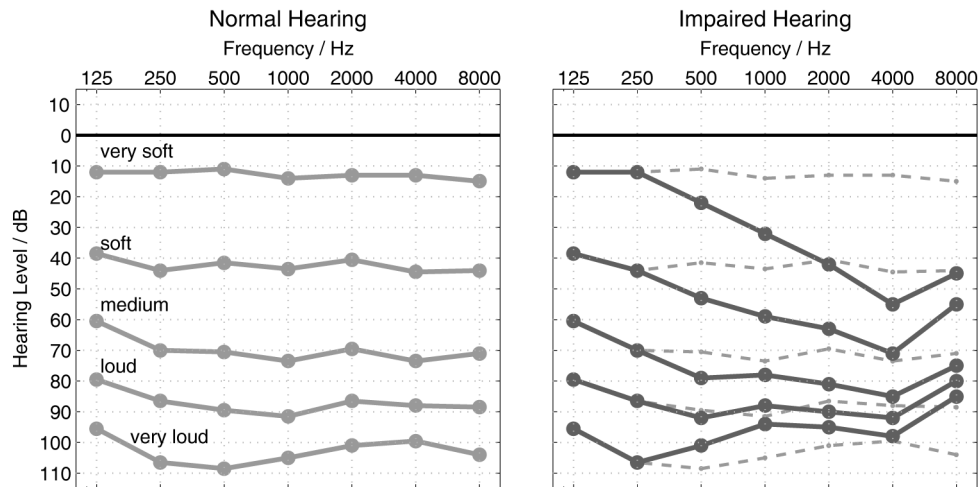 Normal Hearing
Frequency / Hz
125 250 500 1000 2000 4000 8000
Hearing Level / dB
10
0
10
20
30
40
50
60
70
80
90
100
110
very soft
soft
medium
loud
very loud
Impaired Hearing
Frequency / Hz
125 250 500 1000 2000 4000 8000